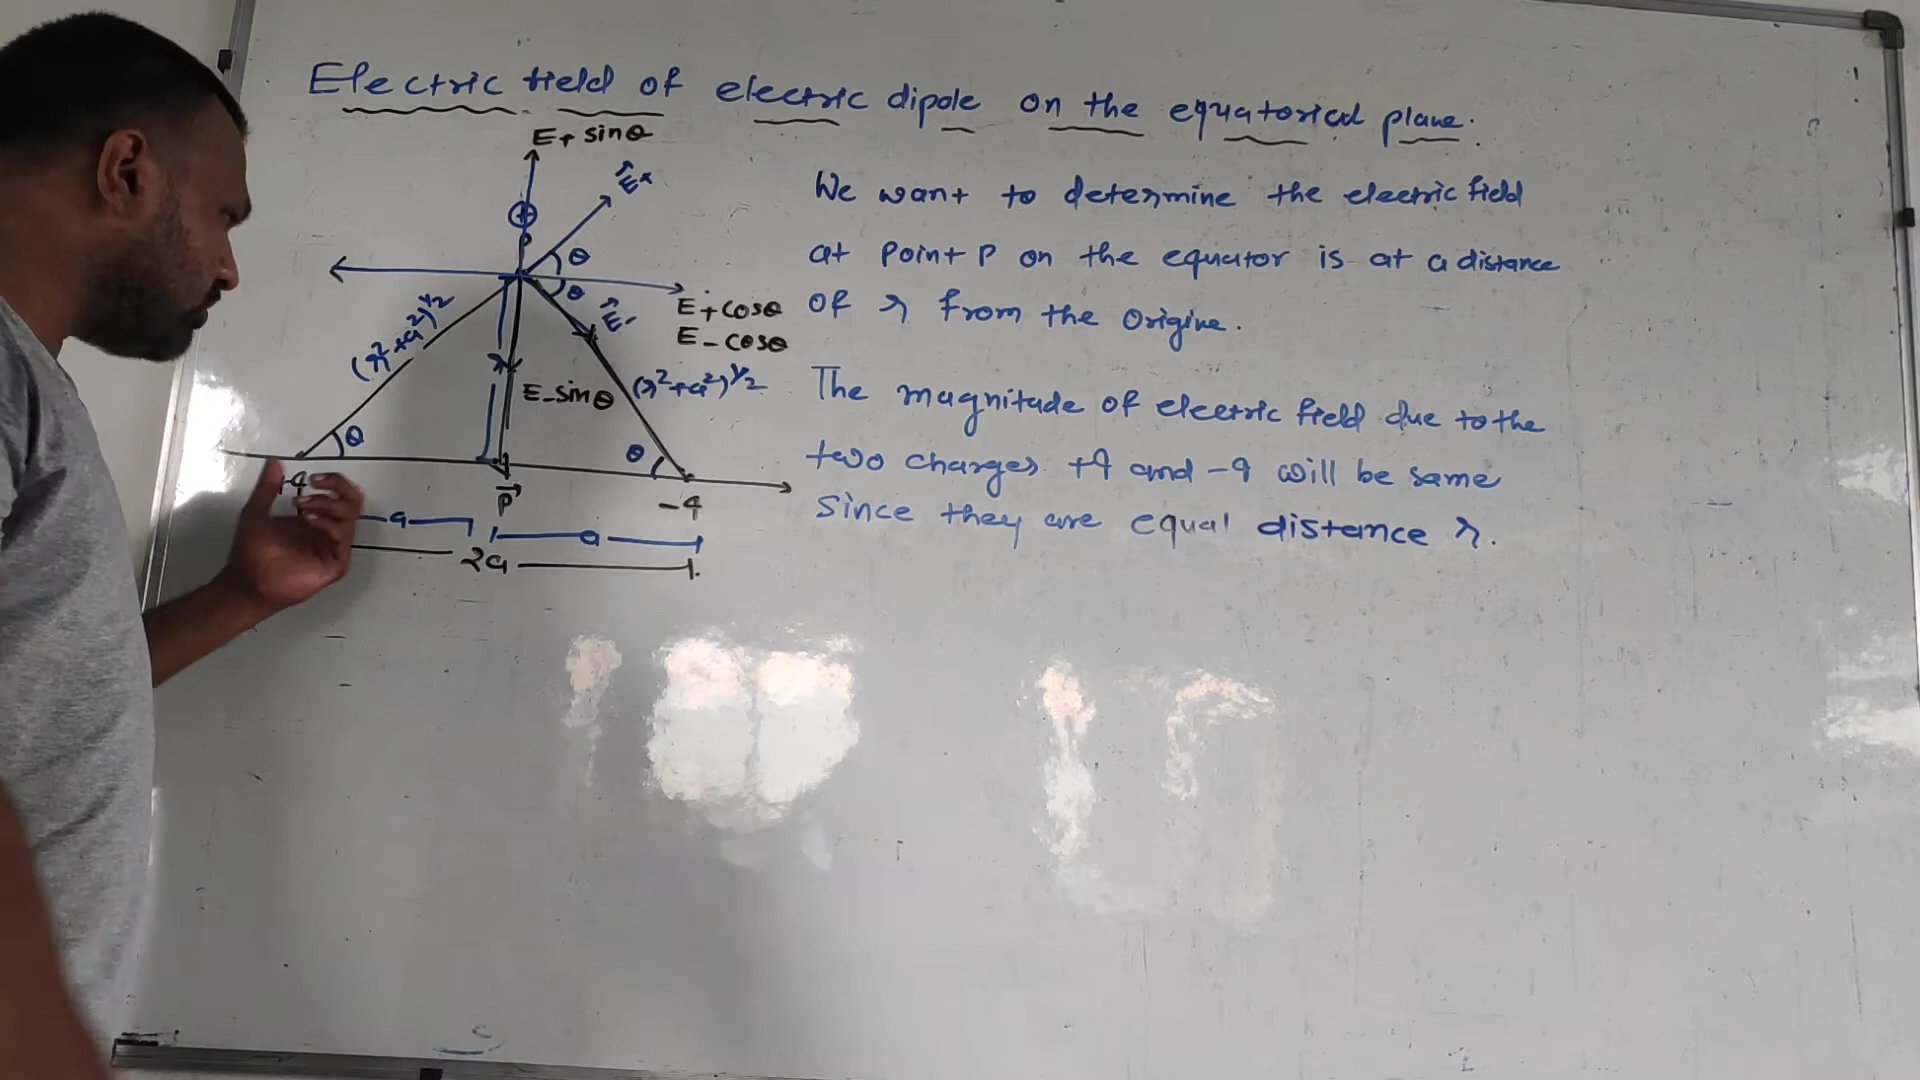 Electric field of electric dipole on the equatorial plane.
E+ sinθ
E+
P
θ
θ
E-
E+cosθ
E-cosθ
(r²+a²)^1/2
r
E-sinθ
(r²+a²)^1/2
θ
θ
+q
P
-q
a
a
2a
We want to determine the electric field
at point P on the equator is at a distance
of r from the origine.
The magnitude of electric field due to the
two charges +q and -q will be same
since they are equal distance r.